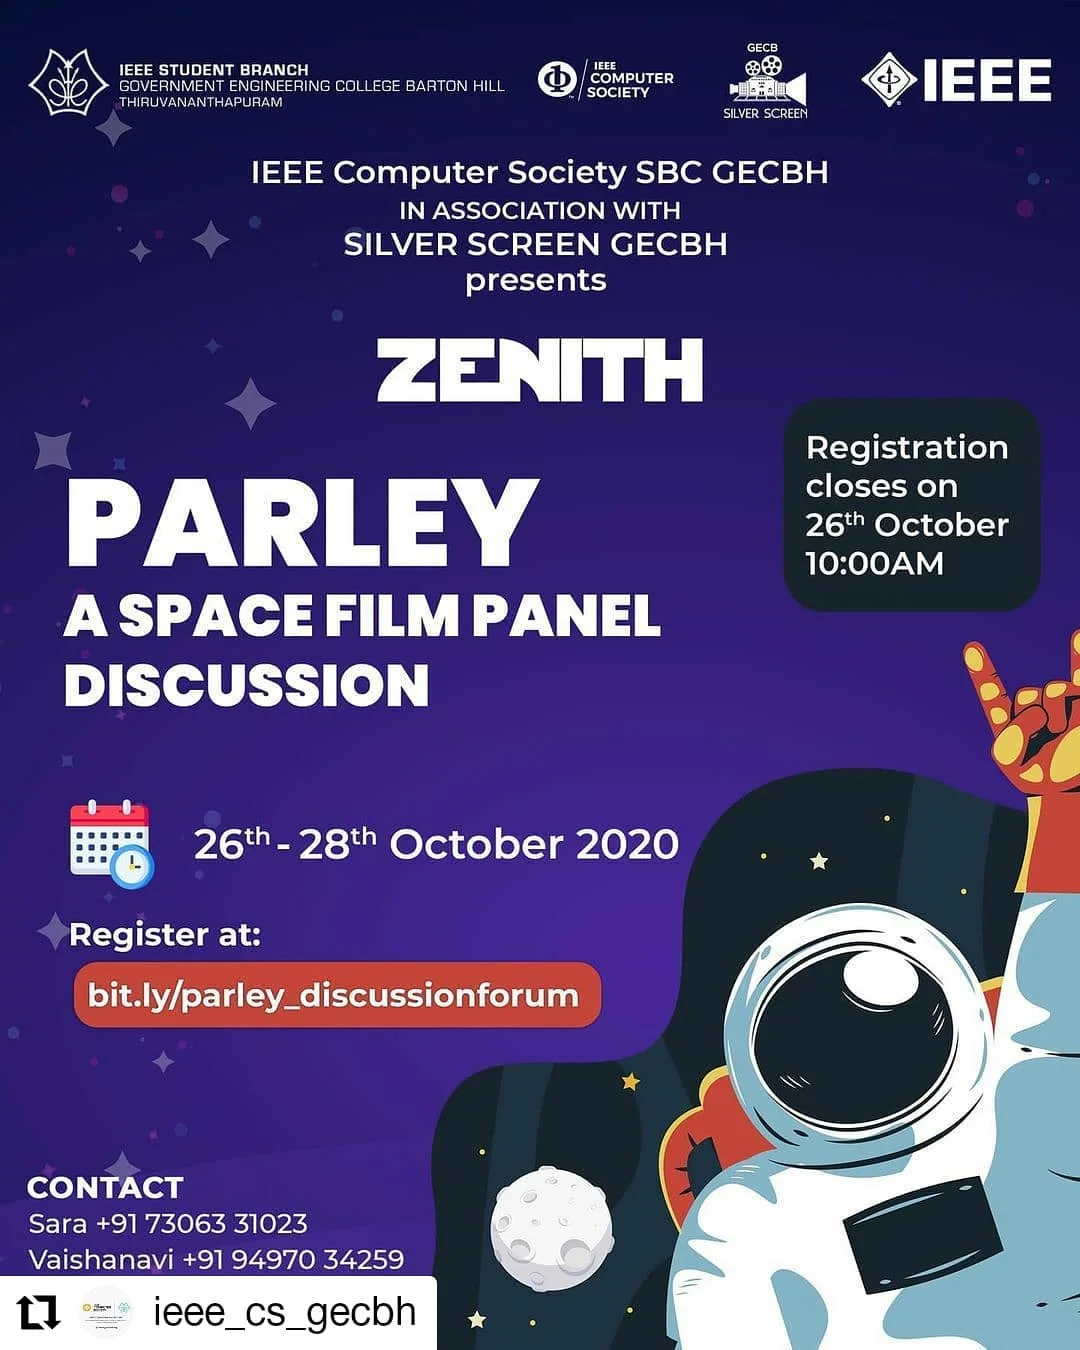 IEEE STUDENT BRANCH
GOVERNMENT ENGINEERING COLLEGE BARTON HILL
THIRUVANANTHAPURAM
IEEE
COMPUTER
SOCIETY
GECB
SILVER SCREEN
IEEE
IEEE Computer Society SBC GECBH
IN ASSOCIATION WITH
SILVER SCREEN GECBH
presents
ZENITH
Registration
closes on
26th October
10:00AM
PARLEY
A SPACE FILM PANEL
DISCUSSION
26th - 28th October 2020
Register at:
bit.ly/parley_discussionforum
CONTACT
Sara +91 73063 31023
Vaishanavi +91 94970 34259
ieee_cs_gecbh